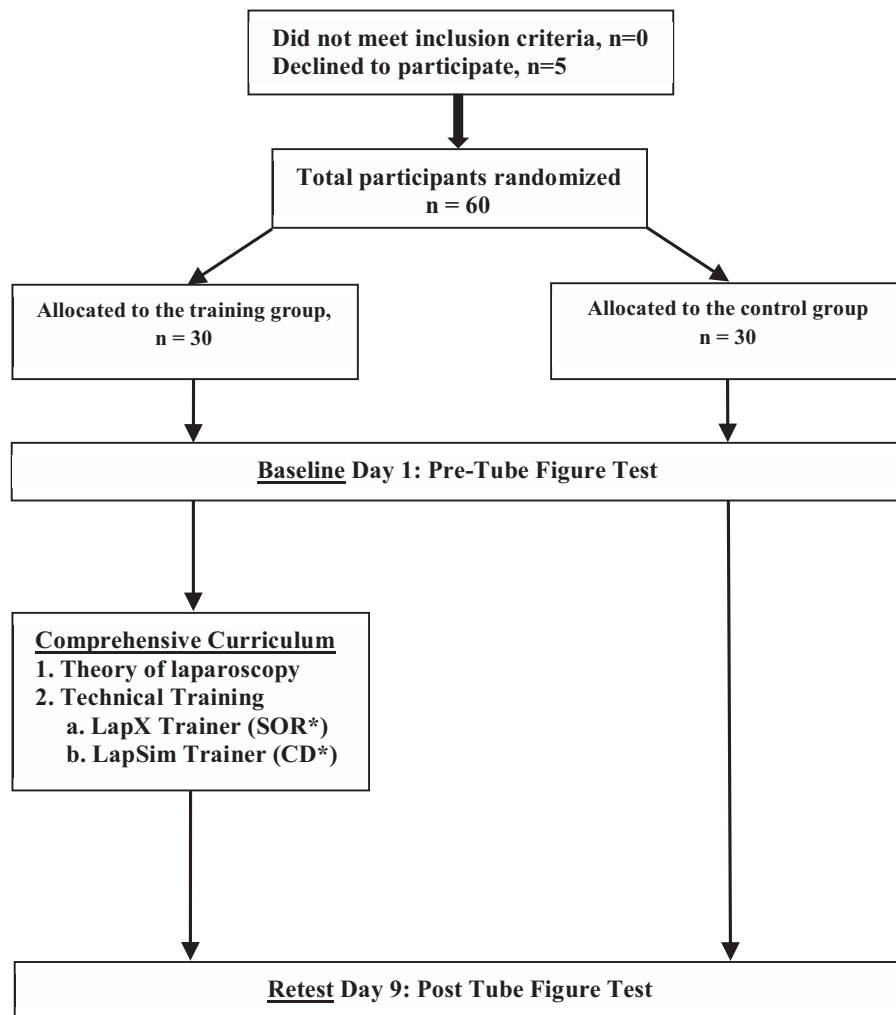 Did not meet inclusion criteria, n=0
Declined to participate, n=5
Total participants randomized
n = 60
Allocated to the training group,
n = 30
Allocated to the control group
n = 30
Baseline Day 1: Pre-Tube Figure Test
Comprehensive Curriculum
1. Theory of laparoscopy
2. Technical Training
a. LapX Trainer (SOR*)
b. LapSim Trainer (CD*)
Retest Day 9: Post Tube Figure Test